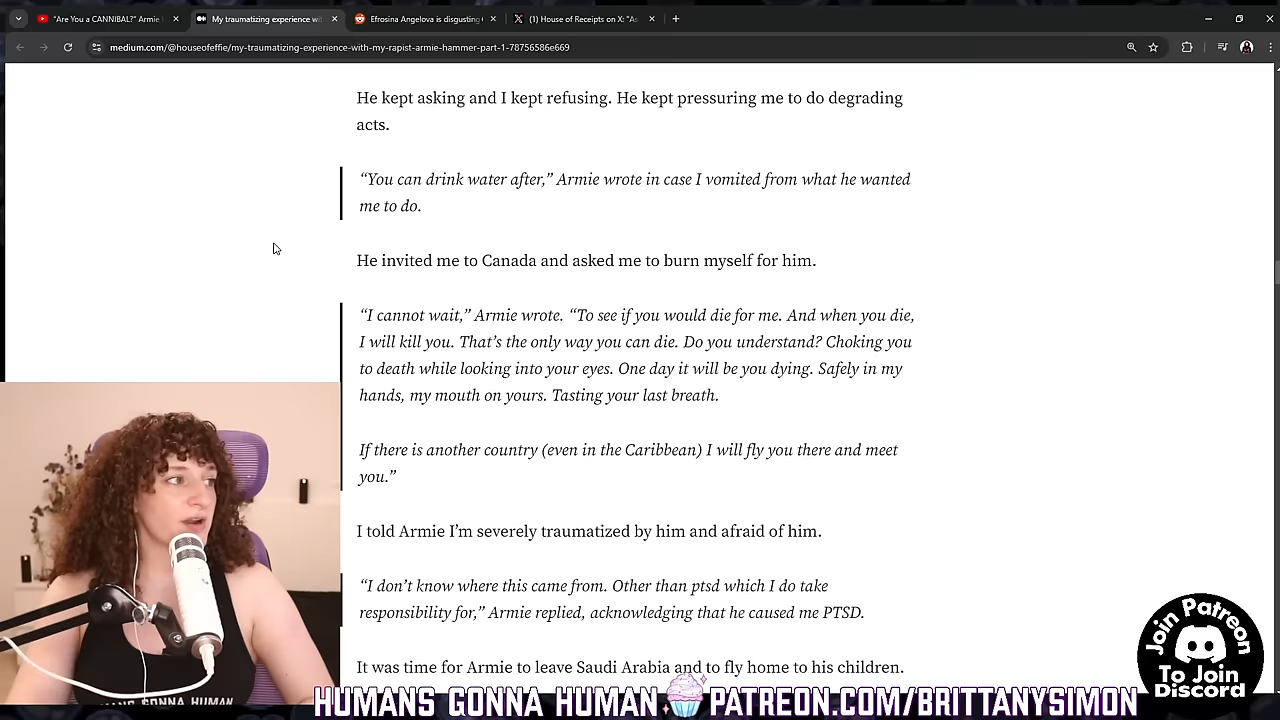 "Are You a CANNIBAL?" Armie
My traumatizing experience wi
Efrosina Angelova is disgusting
(1) House of Receipts on X: "As
medium.com/@houseofeffie/my-traumatizing-experience-with-my-rapist-armie-hammer-part-1-78756586e669
He kept asking and I kept refusing. He kept pressuring me to do degrading
acts.
“You can drink water after,” Armie wrote in case I vomited from what he wanted
me to do.
He invited me to Canada and asked me to burn myself for him.
“I cannot wait,” Armie wrote. “To see if you would die for me. And when you die,
I will kill you. That’s the only way you can die. Do you understand? Choking you
to death while looking into your eyes. One day it will be you dying. Safely in my
hands, my mouth on yours. Tasting your last breath.
If there is another country (even in the Caribbean) I will fly you there and meet
you.”
I told Armie I’m severely traumatized by him and afraid of him.
“I don’t know where this came from. Other than ptsd which I do take
responsibility for,” Armie replied, acknowledging that he caused me PTSD.
It was time for Armie to leave Saudi Arabia and to fly home to his children.
Join Patreon
To Join
Discord
HUMANS GONNA HUMAN
HUMANS GONNA HUMAN PATREON.COM/BRITTANYSIMON